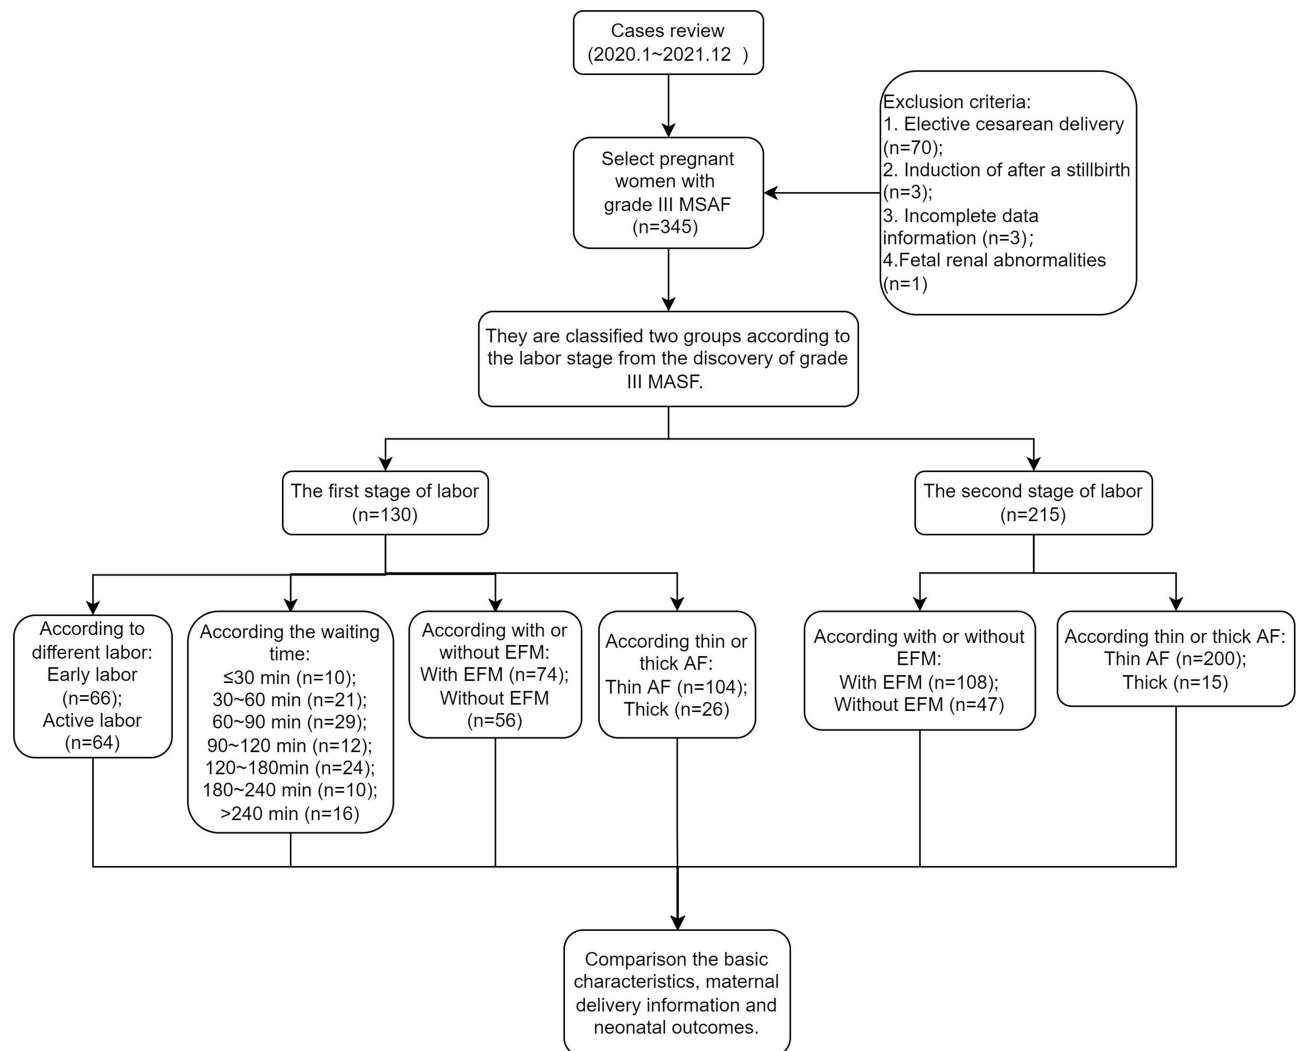 Cases review
(2020.1~2021.12 )
Exclusion criteria:
1. Elective cesarean delivery
(n=70);
2. Induction of after a stillbirth
(n=3);
3. Incomplete data
information (n=3);
4.Fetal renal abnormalities
(n=1)
Select pregnant
women with
grade III MSAF
(n=345)
They are classified two groups according to
the labor stage from the discovery of grade
III MASF.
The first stage of labor
(n=130)
The second stage of labor
(n=215)
According to
different labor:
Early labor
(n=66);
Active labor
(n=64)
According the waiting
time:
≤30 min (n=10);
30~60 min (n=21);
60~90 min (n=29);
90~120 min (n=12);
120~180min (n=24);
180~240 min (n=10);
>240 min (n=16)
According with or
without EFM:
With EFM (n=74);
Without EFM
(n=56)
According thin or
thick AF:
Thin AF (n=104);
Thick (n=26)
According with or without
EFM:
With EFM (n=108);
Without EFM (n=47)
According thin or thick AF:
Thin AF (n=200);
Thick (n=15)
Comparison the basic
characteristics, maternal
delivery information and
neonatal outcomes.